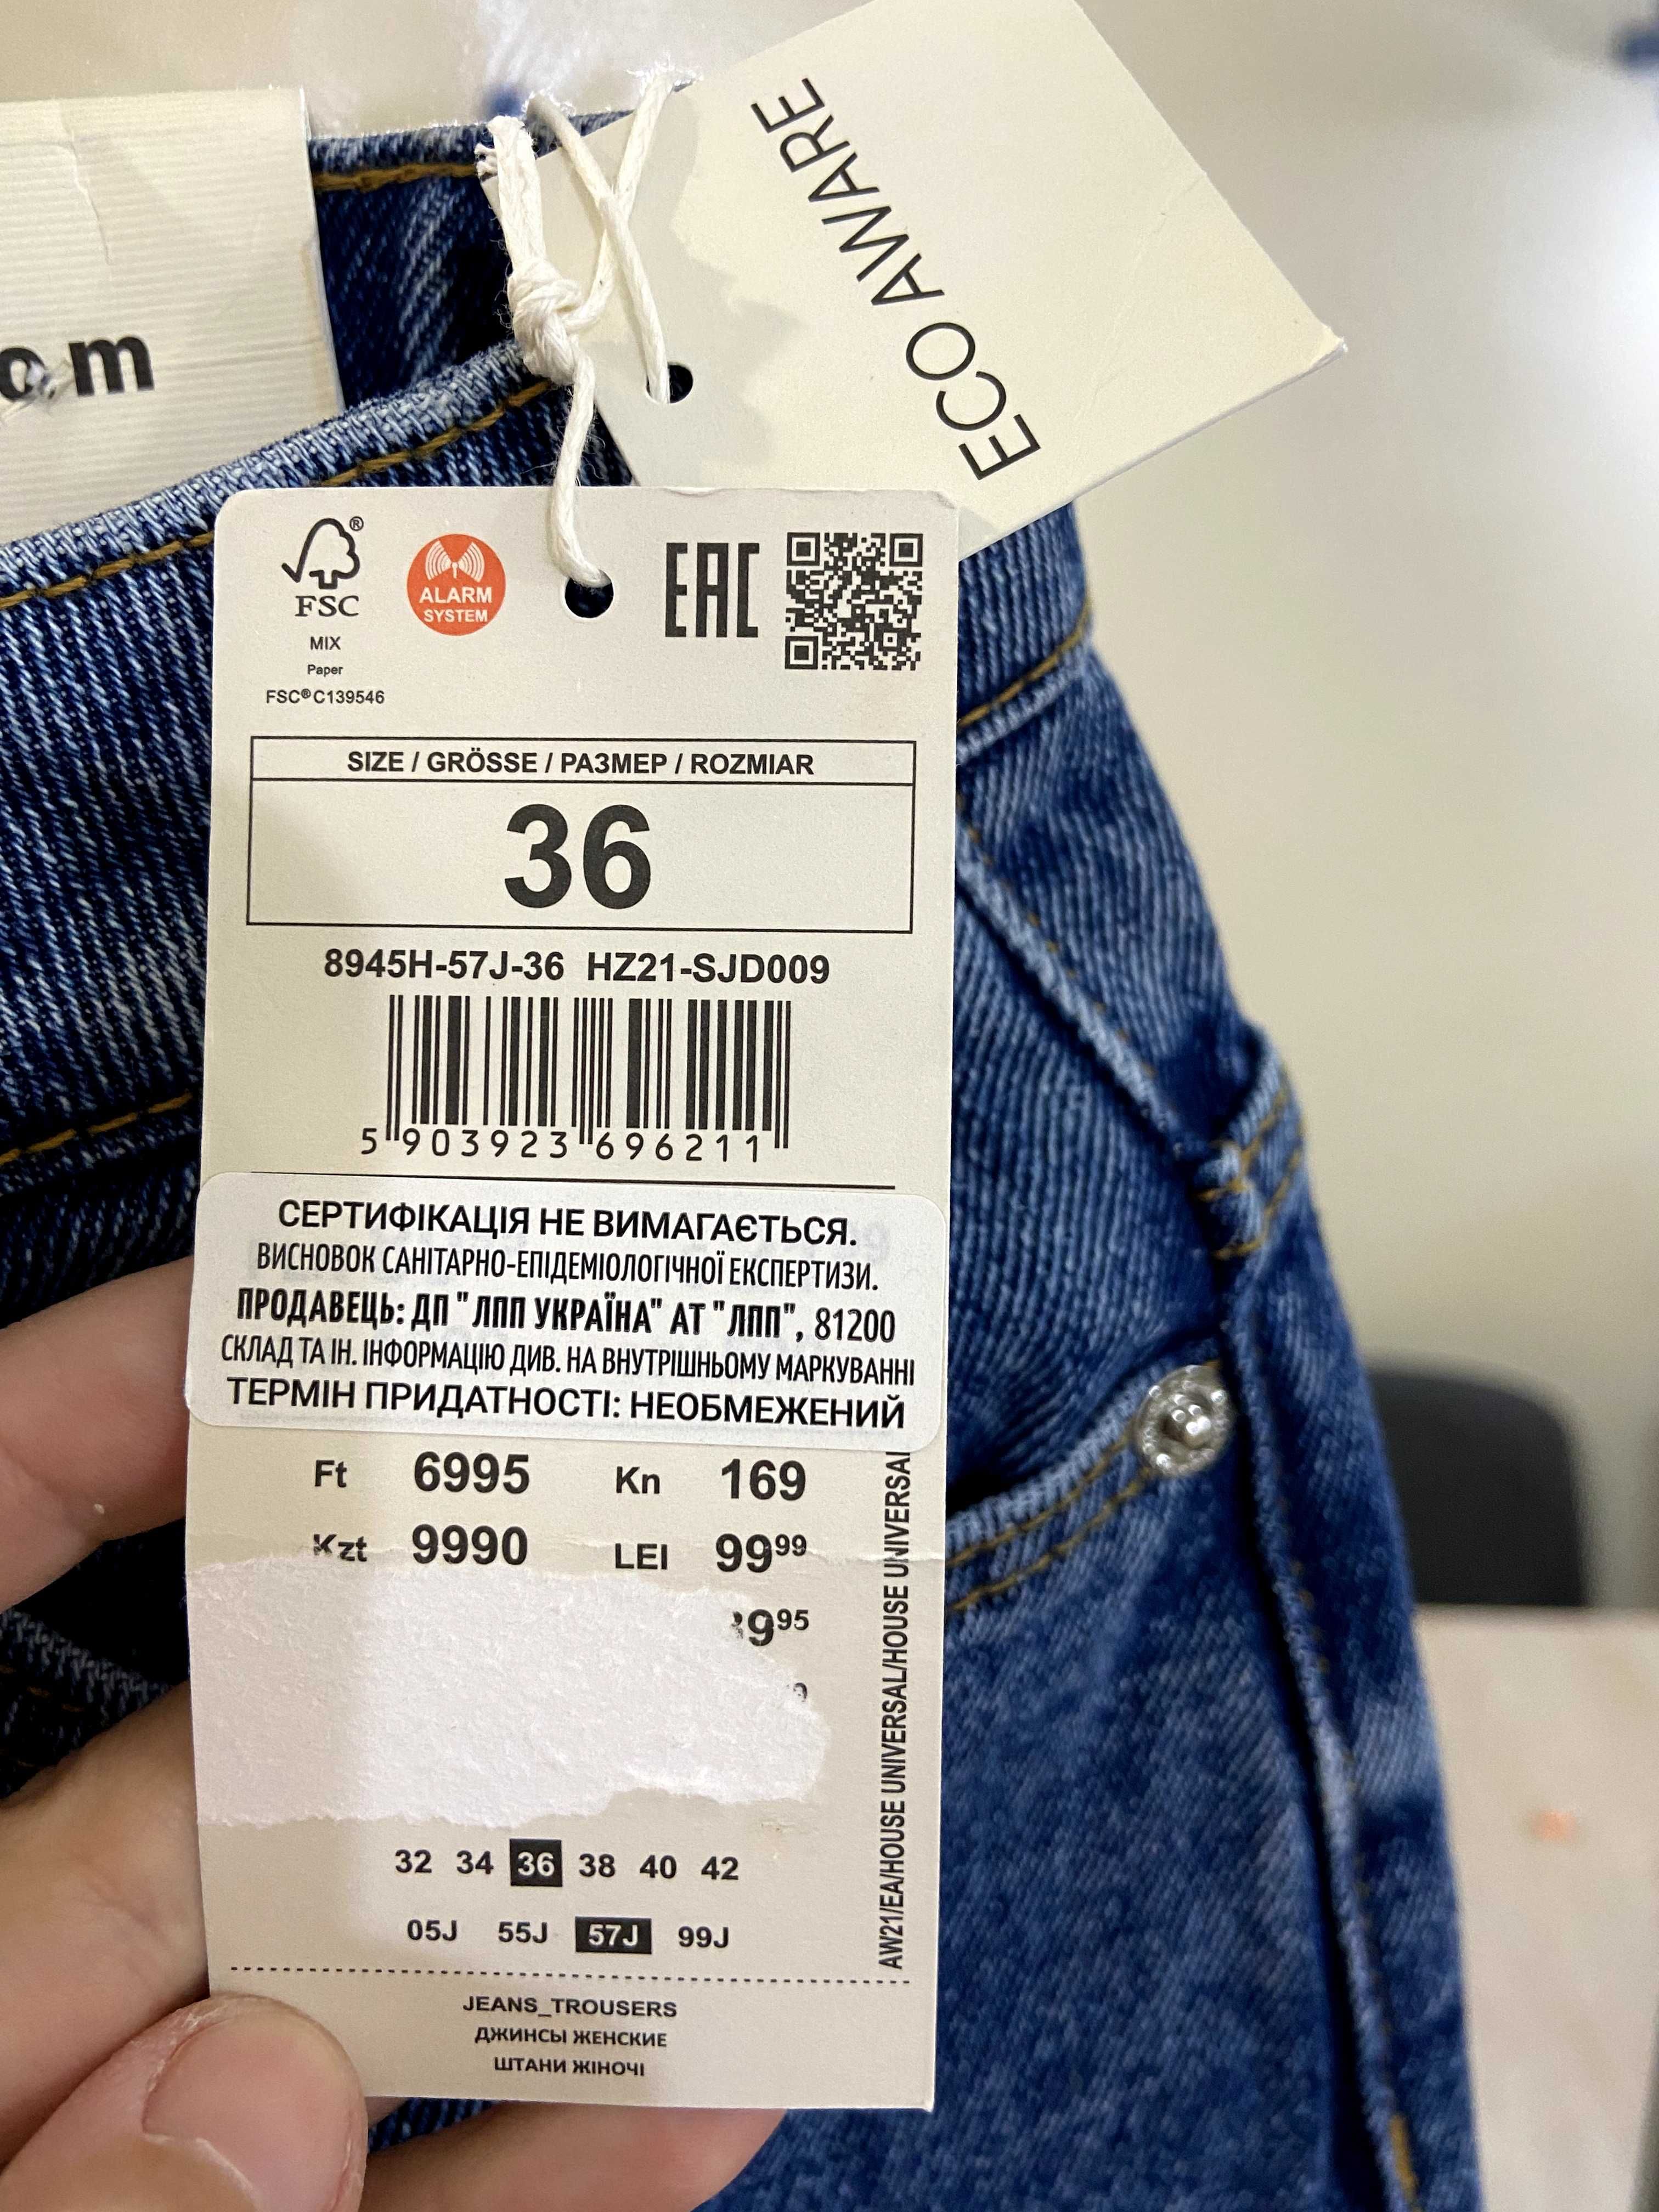 ECO AWARE
om
FSC®
MIX
Paper
FSC® C139546
ALARM
SYSTEM
EAC
SIZE / GRÖSSE / РАЗМЕР / ROZMIAR
36
8945H-57J-36 HZ21-SJD009
5 903923 696211
СЕРТИФІКАЦІЯ НЕ ВИМАГАЄТЬСЯ.
ВИСНОВОК САНІТАРНО-ЕПІДЕМІОЛОГІЧНОЇ ЕКСПЕРТИЗИ.
ПРОДАВЕЦЬ: ДП "ЛПП УКРАЇНА" АТ "ЛПП", 81200
СКЛАД ТА ІН. ІНФОРМАЦІЮ ДИВ. НА ВНУТРІШНЬОМУ МАРКУВАННІ
ТЕРМІН ПРИДАТНОСТІ: НЕОБМЕЖЕНИЙ
Ft 6995 Kn 169
Kzt 9990 LEI 99⁹⁹
9⁹⁵
32 34 36 38 40 42
05J 55J 57J 99J
AW21/EA/HOUSE UNIVERSAL/HOUSE UNIVERSAL
JEANS_TROUSERS
ДЖИНСЫ ЖЕНСКИЕ
ШТАНИ ЖІНОЧІ